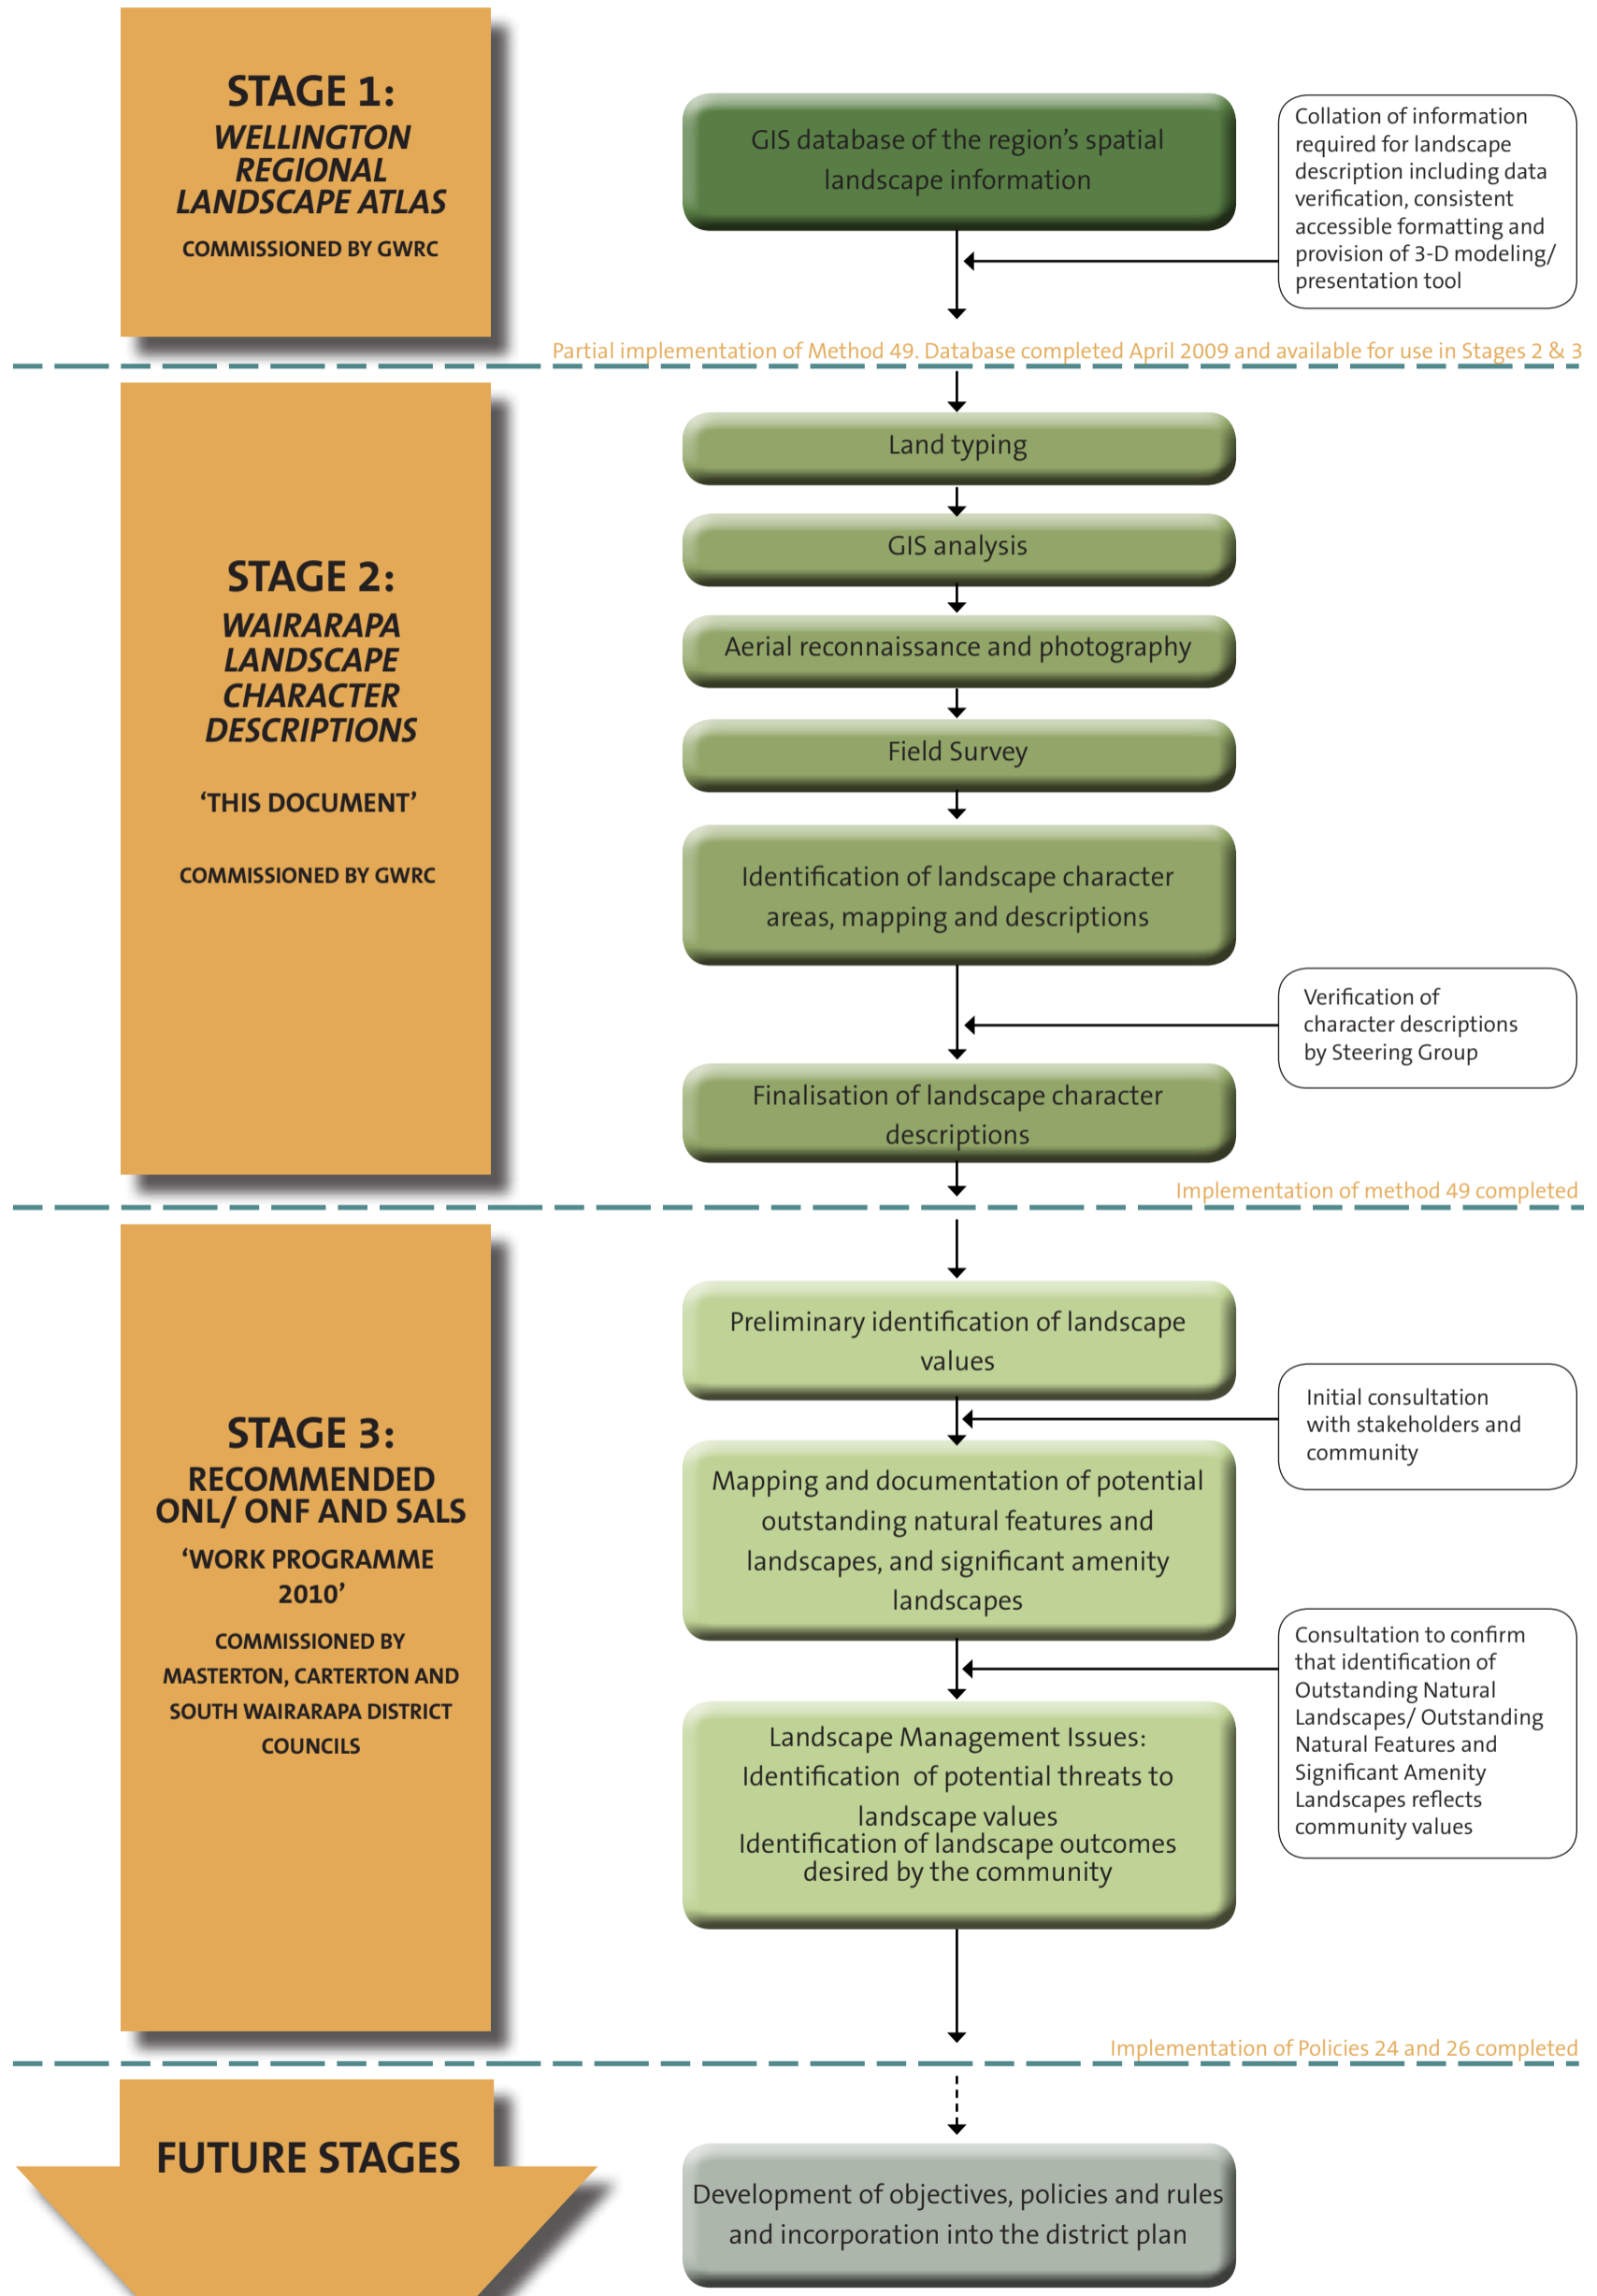 STAGE 1:
WELLINGTON
REGIONAL
LANDSCAPE ATLAS
COMMISSIONED BY GWRC
GIS database of the region's spatial
landscape information
Collation of information
required for landscape
description including data
verification, consistent
accessible formatting and
provision of 3-D modeling/
presentation tool
Partial implementation of Method 49. Database completed April 2009 and available for use in Stages 2 & 3
STAGE 2:
WAIRARAPA
LANDSCAPE
CHARACTER
DESCRIPTIONS
‘THIS DOCUMENT’
COMMISSIONED BY GWRC
Land typing
GIS analysis
Aerial reconnaissance and photography
Field Survey
Identification of landscape character
areas, mapping and descriptions
Verification of
character descriptions
by Steering Group
Finalisation of landscape character
descriptions
Implementation of method 49 completed
STAGE 3:
RECOMMENDED
ONL/ ONF AND SALS
‘WORK PROGRAMME
2010’
COMMISSIONED BY
MASTERTON, CARTERTON AND
SOUTH WAIRARAPA DISTRICT
COUNCILS
Preliminary identification of landscape
values
Initial consultation
with stakeholders and
community
Mapping and documentation of potential
outstanding natural features and
landscapes, and significant amenity
landscapes
Consultation to confirm
that identification of
Outstanding Natural
Landscapes/ Outstanding
Natural Features and
Significant Amenity
Landscapes reflects
community values
Landscape Management Issues:
Identification of potential threats to
landscape values
Identification of landscape outcomes
desired by the community
Implementation of Policies 24 and 26 completed
FUTURE STAGES
Development of objectives, policies and rules
and incorporation into the district plan